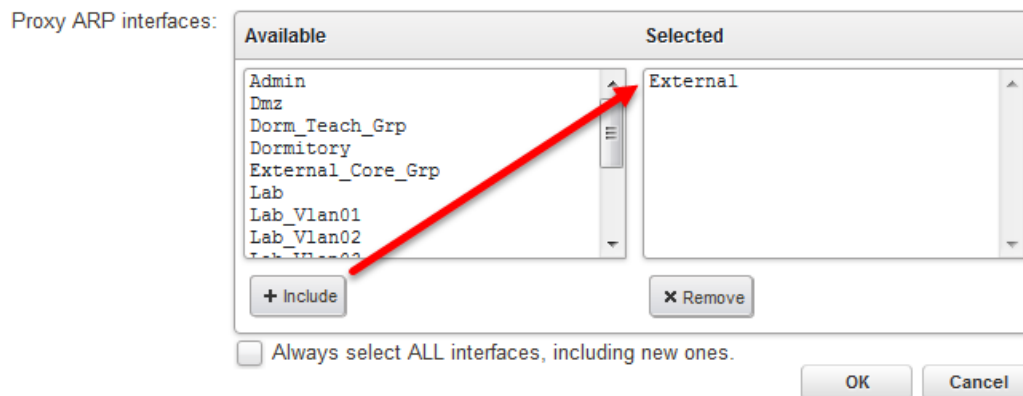 Proxy ARP interfaces:
Available Selected
Admin
Dmz
Dorm_Teach_Grp
Dormitory
External_Core_Grp
Lab
Lab_Vlan01
Lab_Vlan02
External
+ Include
× Remove
Always select ALL interfaces, including new ones.
OK Cancel